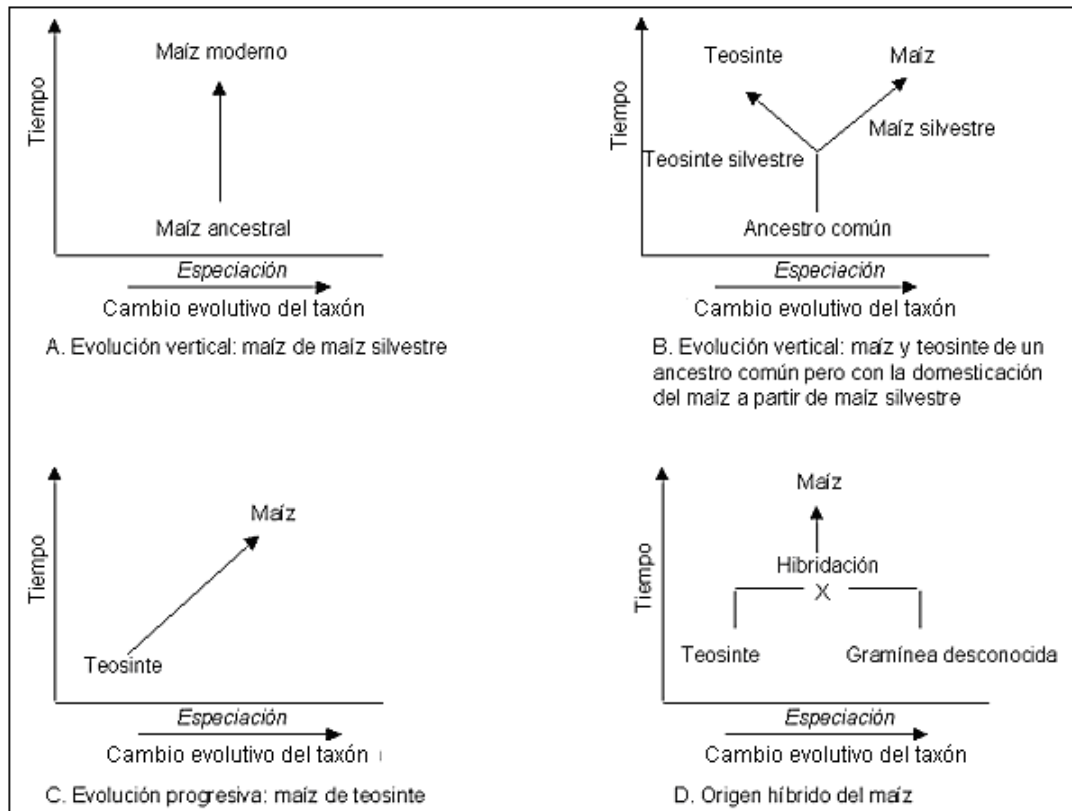 Maíz moderno
Tiempo
Maíz ancestral
Especiación
Cambio evolutivo del taxón
A. Evolución vertical: maíz de maíz silvestre
Teosinte
Maíz
Tiempo
Maíz silvestre
Teosinte silvestre
Ancestro común
Especiación
Cambio evolutivo del taxón
B. Evolución vertical: maíz y teosinte de un
ancestro común pero con la domesticación
del maíz a partir de maíz silvestre
Maíz
Tiempo
Teosinte
Especiación
Cambio evolutivo del taxón
C. Evolución progresiva: maíz de teosinte
Maíz
Tiempo
Hibridación
X
Teosinte
Gramínea desconocida
Especiación
Cambio evolutivo del taxón
D. Origen híbrido del maíz